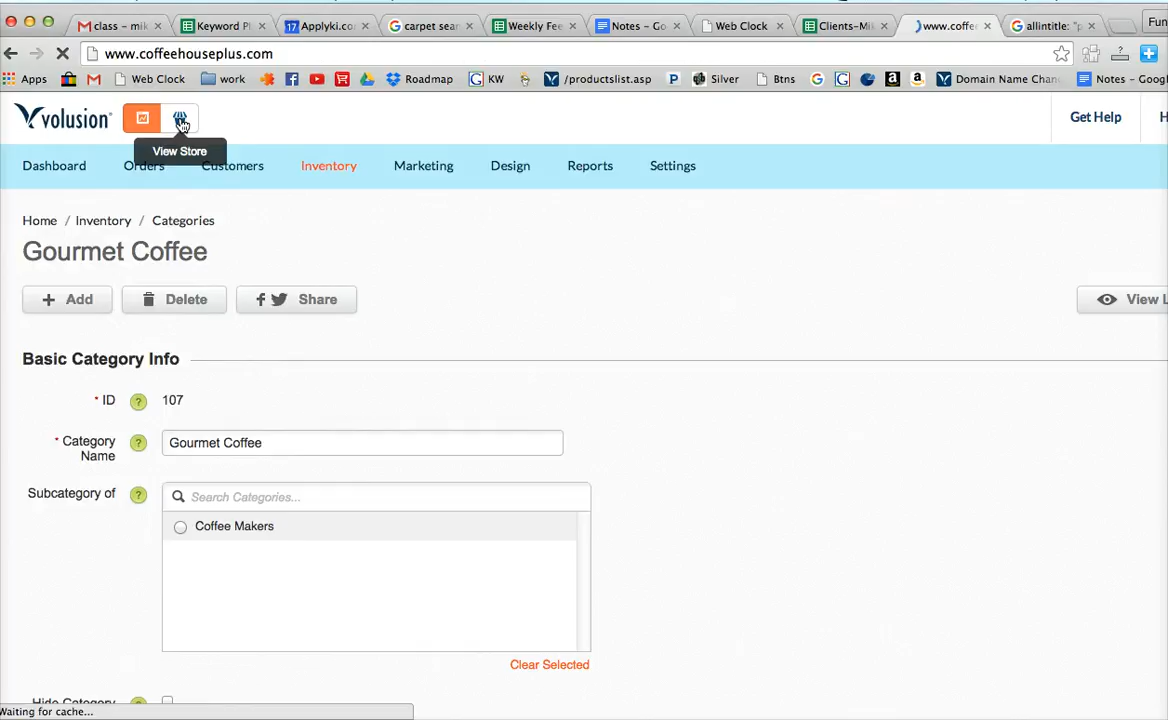 class – mik
Keyword Pl
Applyki.co
carpet sear
Weekly Fee
Notes – Go
Web Clock
Clients-Mik
www.coffe
allintitle: "p
Fun
www.coffeehouseplus.com
Apps
Web Clock
work
Roadmap
KW
/productslist.asp
Silver
Btns
Domain Name Chan
Notes – Googl
volusion
Get Help
H
View Store
Dashboard
Orders
Customers
Inventory
Marketing
Design
Reports
Settings
Home / Inventory / Categories
Gourmet Coffee
+ Add
Delete
Share
View L
Basic Category Info
* ID ? 107
* Category Name ? Gourmet Coffee
Subcategory of ? Search Categories...
Coffee Makers
Clear Selected
Hide Category
Waiting for cache...